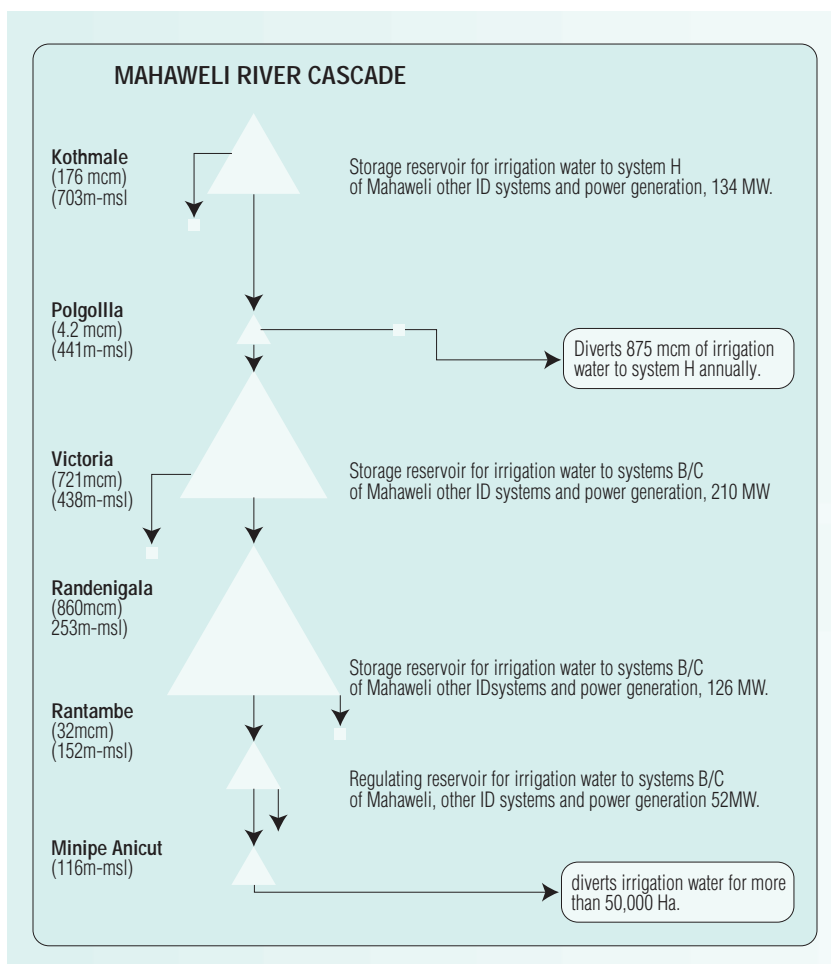 MAHAWELI RIVER CASCADE
Kothmale
(176 mcm)
(703m-msl
Storage reservoir for irrigation water to system H
of Mahaweli other ID systems and power generation, 134 MW.
Polgollla
(4.2 mcm)
(441m-msl)
Diverts 875 mcm of irrigation
water to system H annually.
Victoria
(721mcm)
(438m-msl)
Storage reservoir for irrigation water to systems B/C
of Mahaweli other ID systems and power generation, 210 MW
Randenigala
(860mcm)
253m-msl)
Storage reservoir for irrigation water to systems B/C
of Mahaweli other IDsystems and power generation, 126 MW.
Rantambe
(32mcm)
(152m-msl)
Regulating reservoir for irrigation water to systems B/C
of Mahaweli, other ID systems and power generation 52MW.
Minipe Anicut
(116m-msl)
diverts irrigation water for more
than 50,000 Ha.